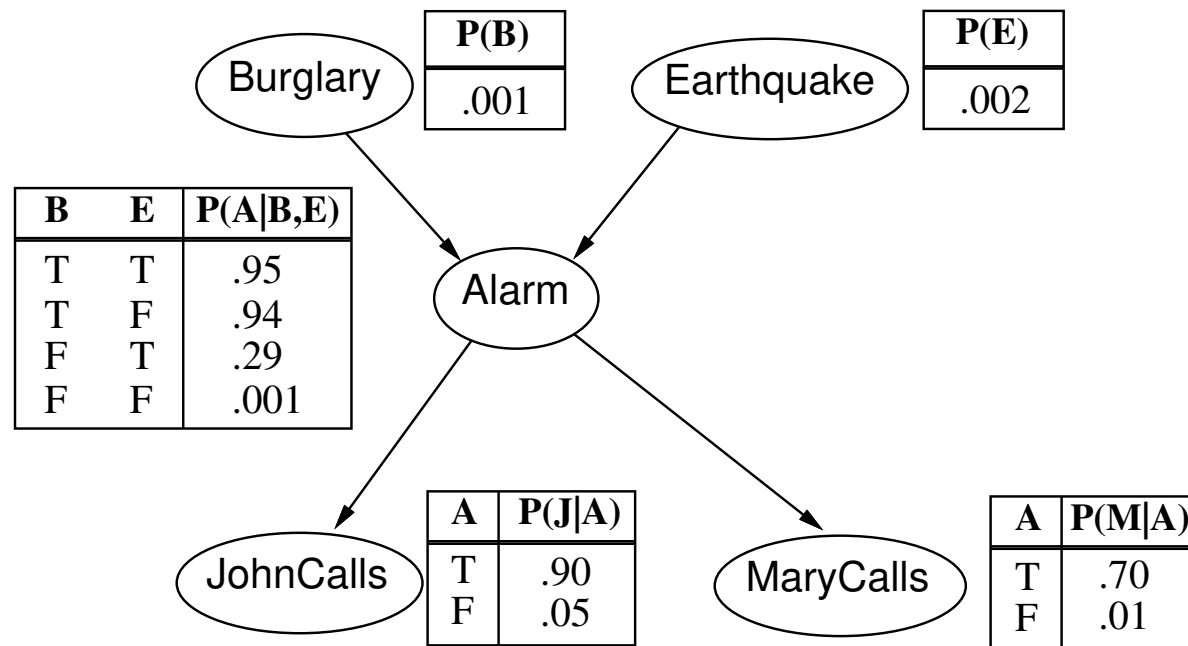 Burglary
P(B)
.001
Earthquake
P(E)
.002
B E P(A|B,E)
T T .95
T F .94
F T .29
F F .001
Alarm
JohnCalls
A P(J|A)
T .90
F .05
MaryCalls
A P(M|A)
T .70
F .01